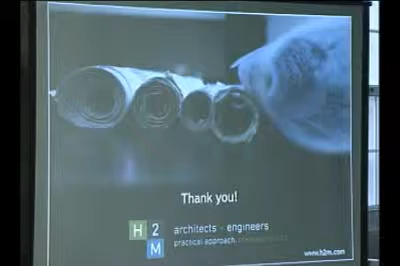 Thank you!
H2M
architects + engineers
practical approach.
www.h2m.com